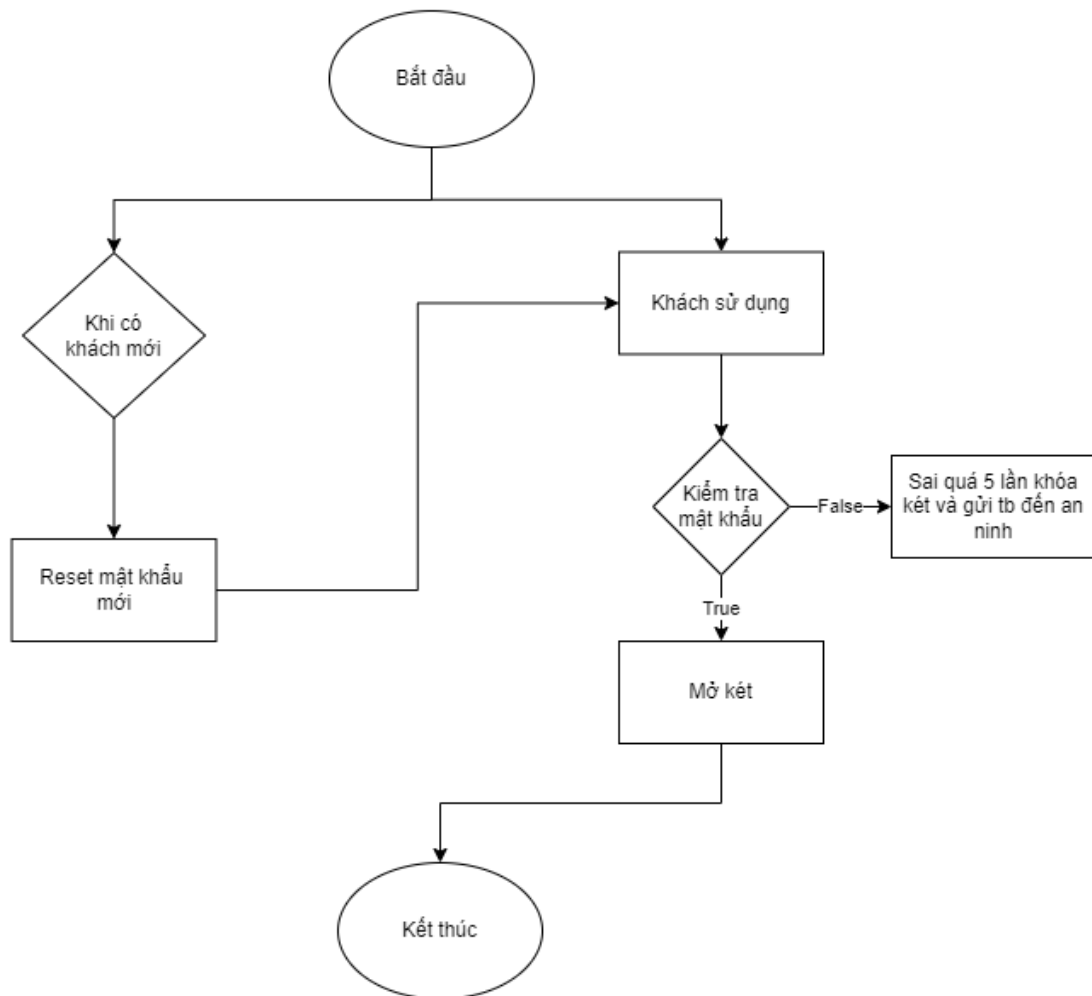 Bắt đầu
Khi có
khách mới
Khách sử dụng
Kiểm tra
mật khẩu
False
Sai quá 5 lần khóa
két và gửi tb đến an
ninh
Reset mật khẩu
mới
True
Mở két
Kết thúc